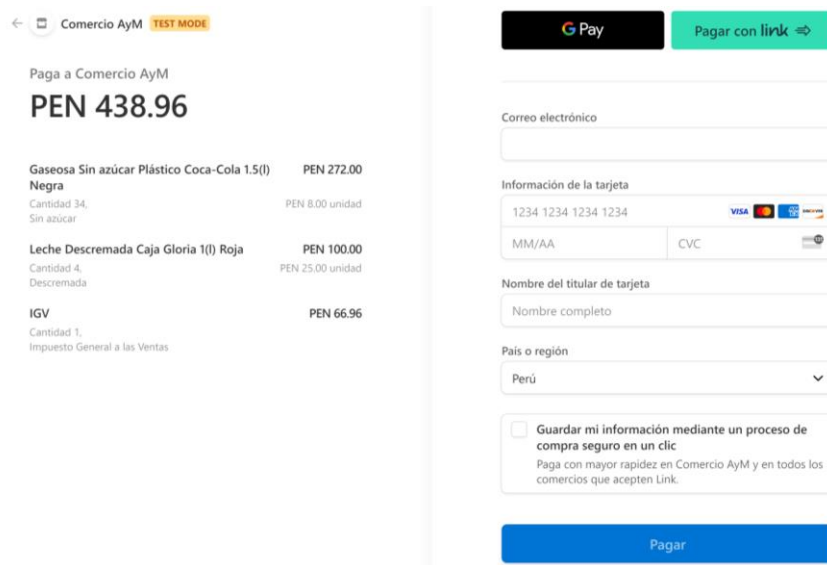 Comercio AyM TEST MODE
Paga a Comercio AyM
PEN 438.96
Gaseosa Sin azúcar Plástico Coca-Cola 1.5(l) PEN 272.00
Negra
Cantidad 34, PEN 8.00 unidad
Sin azúcar
Leche Descremada Caja Gloria 1(l) Roja PEN 100.00
Cantidad 4, PEN 25.00 unidad
Descremada
IGV PEN 66.96
Cantidad 1,
Impuesto General a las Ventas
G Pay
Pagar con link
Correo electrónico
Información de la tarjeta
1234 1234 1234 1234 VISA
MM/AA CVC
Nombre del titular de tarjeta
Nombre completo
País o región
Perú
Guardar mi información mediante un proceso de
compra seguro en un clic
Paga con mayor rapidez en Comercio AyM y en todos los
comercios que acepten Link.
Pagar